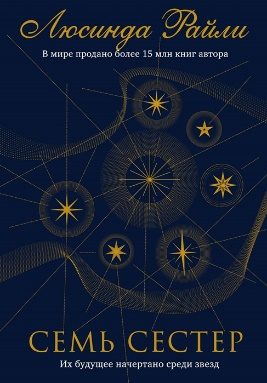 Люсинда Райли
В мире продано более 15 млн книг автора
СЕМЬ СЕСТЕР
Их будущее начертано среди звезд